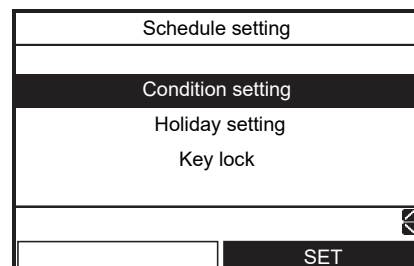 Schedule setting
Condition setting
Holiday setting
Key lock
SET